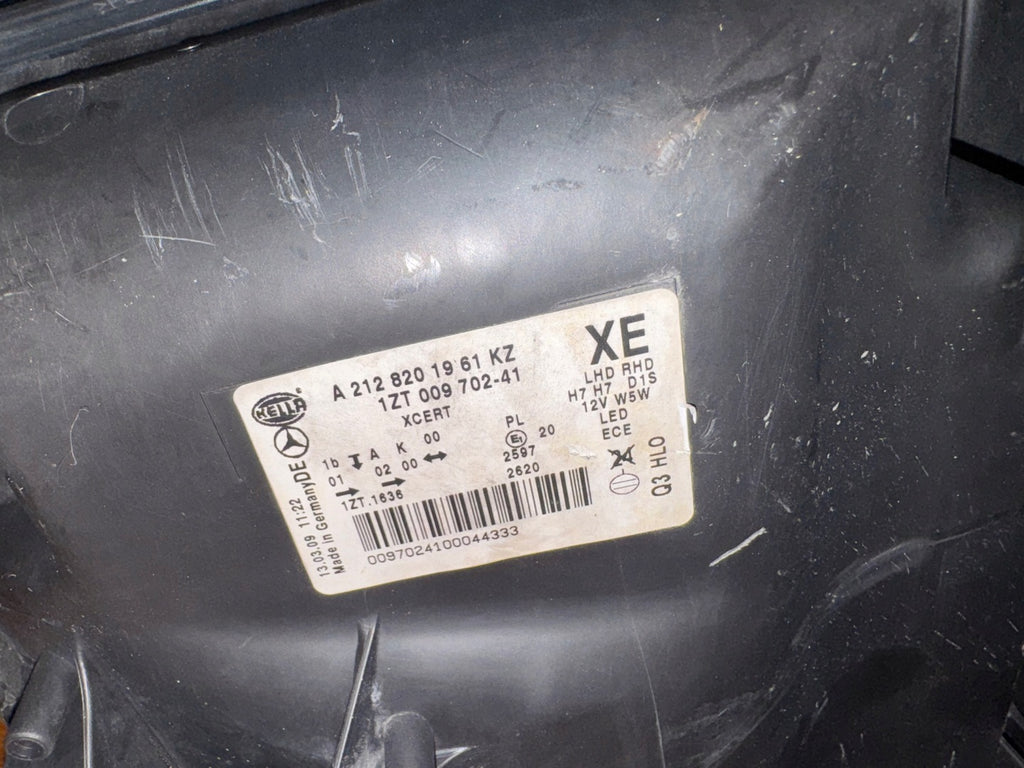 HELLA
A 212 820 19 61 KZ
1ZT 009 702-41
XCERT
XE
LHD RHD
H7 H7 D1S
12V W5W
LED
ECE
1b A K 00
01 02 00
PL
E1 20
2597
2620
1ZT.1636
0097024100044333
DE
13.03.09 11:22
Made in Germany
Q3 HLO